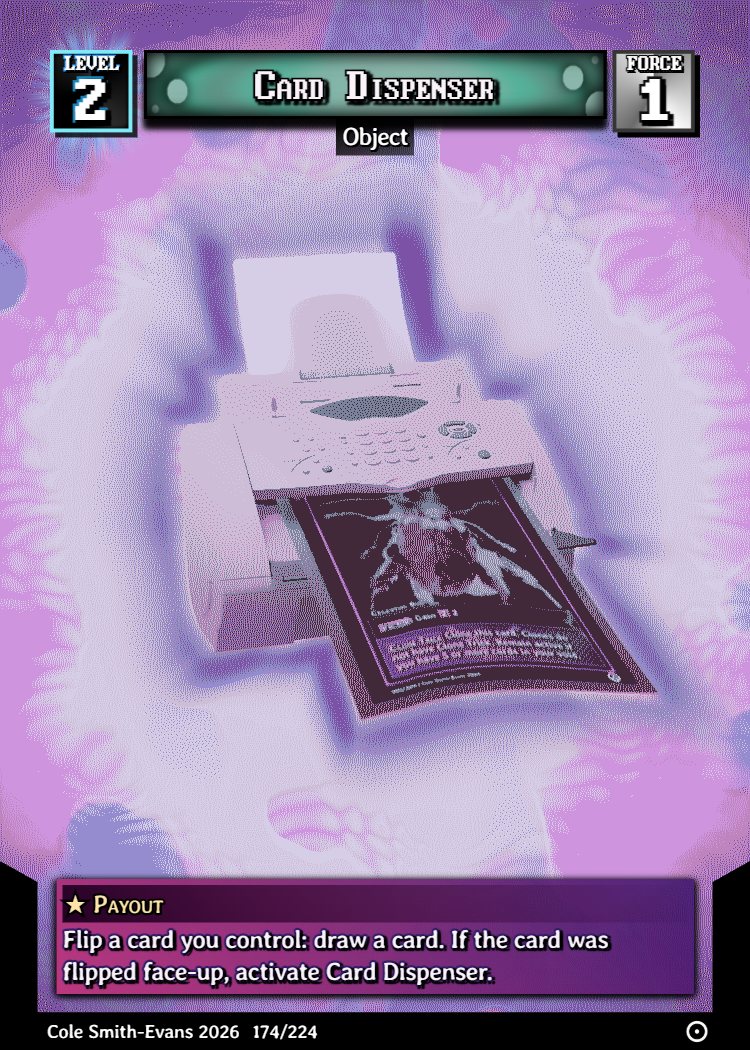 LEVEL
2
Card Dispenser
FORCE
1
Object
★ Payout
Flip a card you control: draw a card. If the card was
flipped face-up, activate Card Dispenser.
Cole Smith-Evans 2026 174/224